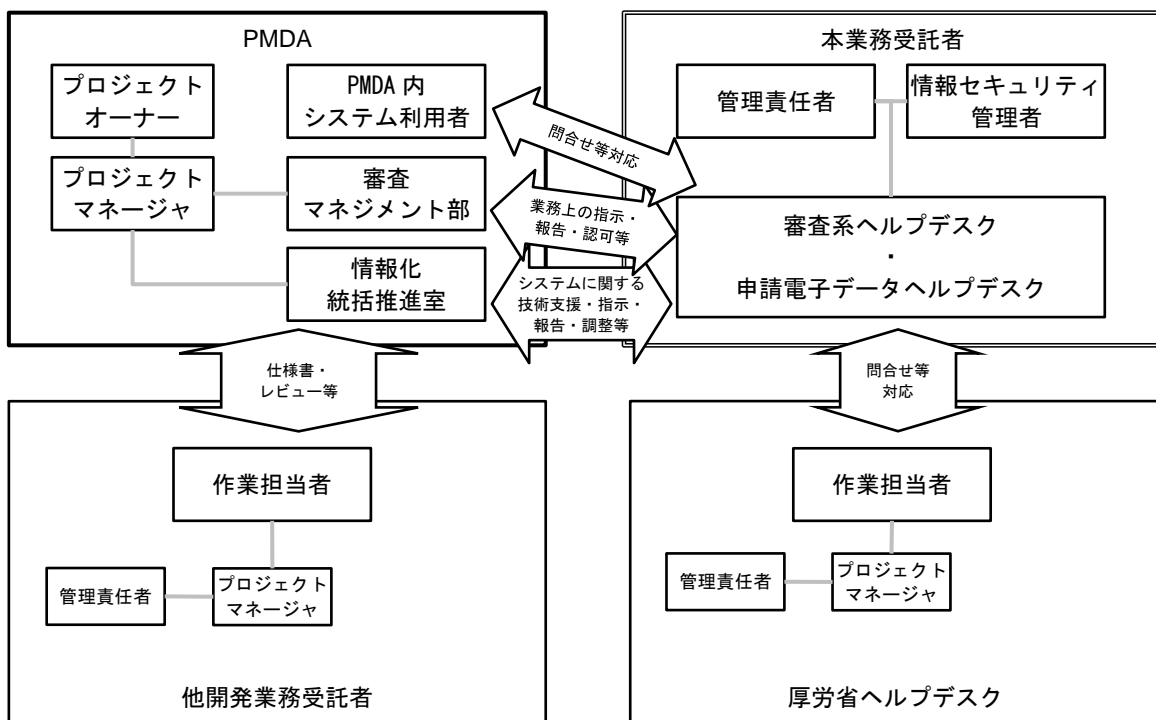 PMDA
プロジェクト
オーナー
PMDA 内
システム利用者
プロジェクト
マネージャ
審査
マネジメント部
情報化
統括推進室
問合せ等対応
業務上の指示・
報告・認可等
システムに関する
技術支援・指示・
報告・調整等
本業務受託者
管理責任者
情報セキュリティ
管理者
審査系ヘルプデスク
・
申請電子データヘルプデスク
仕様書・
レビュー等
問合せ等
対応
作業担当者
管理責任者
プロジェクト
マネージャ
他開発業務受託者
作業担当者
管理責任者
プロジェクト
マネージャ
厚労省ヘルプデスク